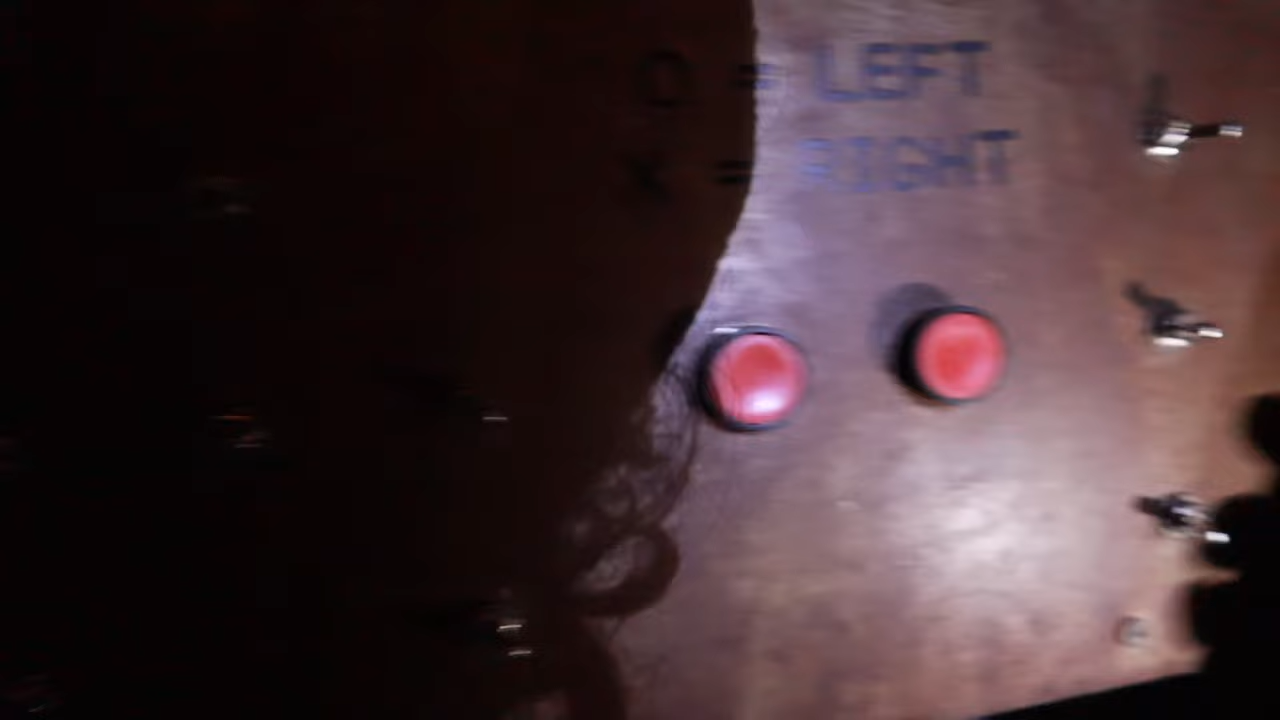 O = LEFT
X = RIGHT